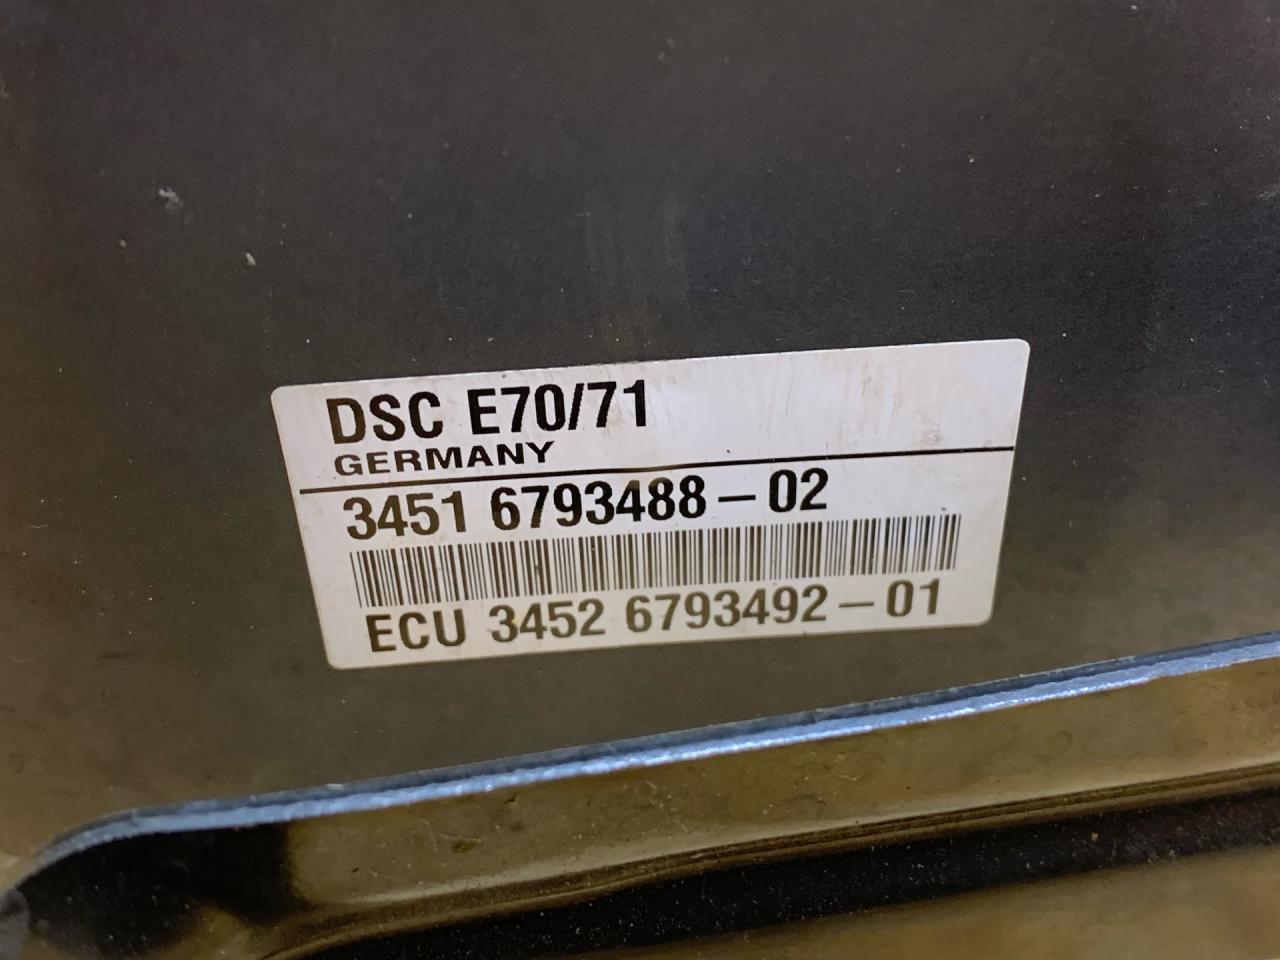 DSC E70/71
GERMANY
3451 6793488-02
ECU 3452 6793492-01